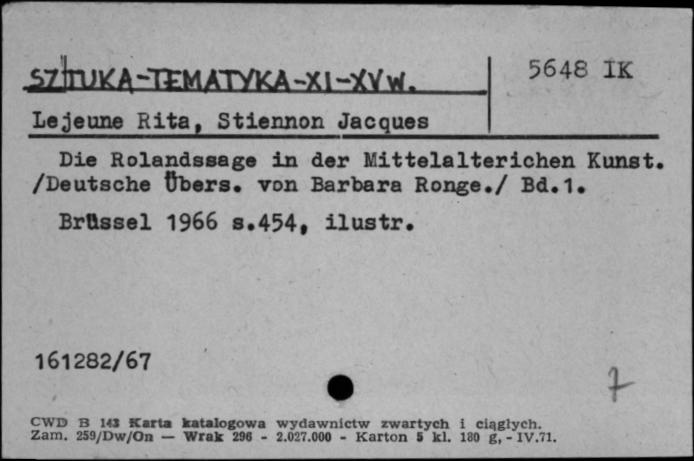 SZTUKA-TEMATYKA-XI-XVW.
5648 IK
Lejeune Rita, Stiennon Jacques
Die Rolandssage in der Mittelalterichen Kunst.
/Deutsche Übers. von Barbara Ronge./ Bd.1.
Brüssel 1966 s.454, ilustr.
161282/67
7
CWD B 143 Karta katalogowa wydawnictw zwartych i ciągłych.
Zam. 259/Dw/On — Wrak 296 - 2.027.000 - Karton 5 kl. 180 g, - IV.71.